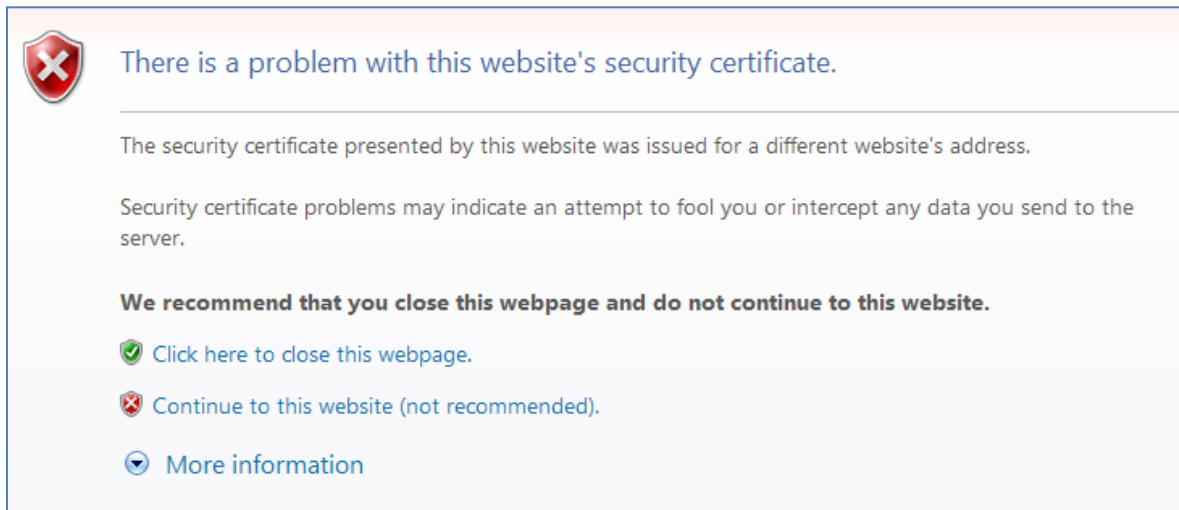 There is a problem with this website's security certificate.
The security certificate presented by this website was issued for a different website's address.
Security certificate problems may indicate an attempt to fool you or intercept any data you send to the
server.
We recommend that you close this webpage and do not continue to this website.
Click here to close this webpage.
Continue to this website (not recommended).
More information